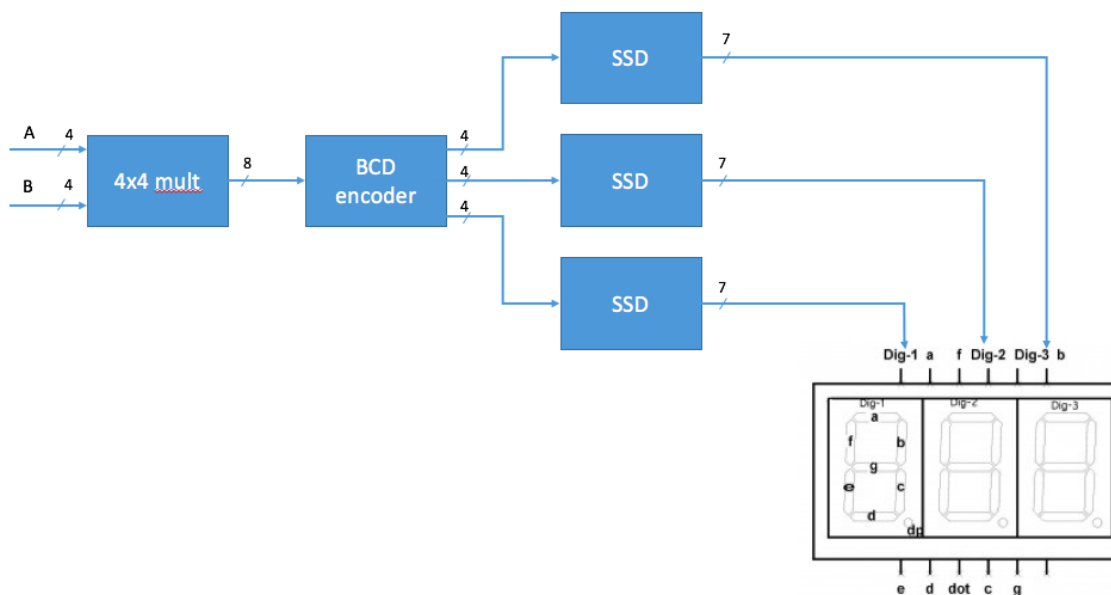 SSD
7
A
4
B
4
4x4 mult
8
BCD
encoder
4
4
4
SSD
7
SSD
7
Dig-1 a f Dig-2 Dig-3 b
Dig-1
Dig-2
Dig-3
a
f
b
g
e
c
d
dp
e d dot c g